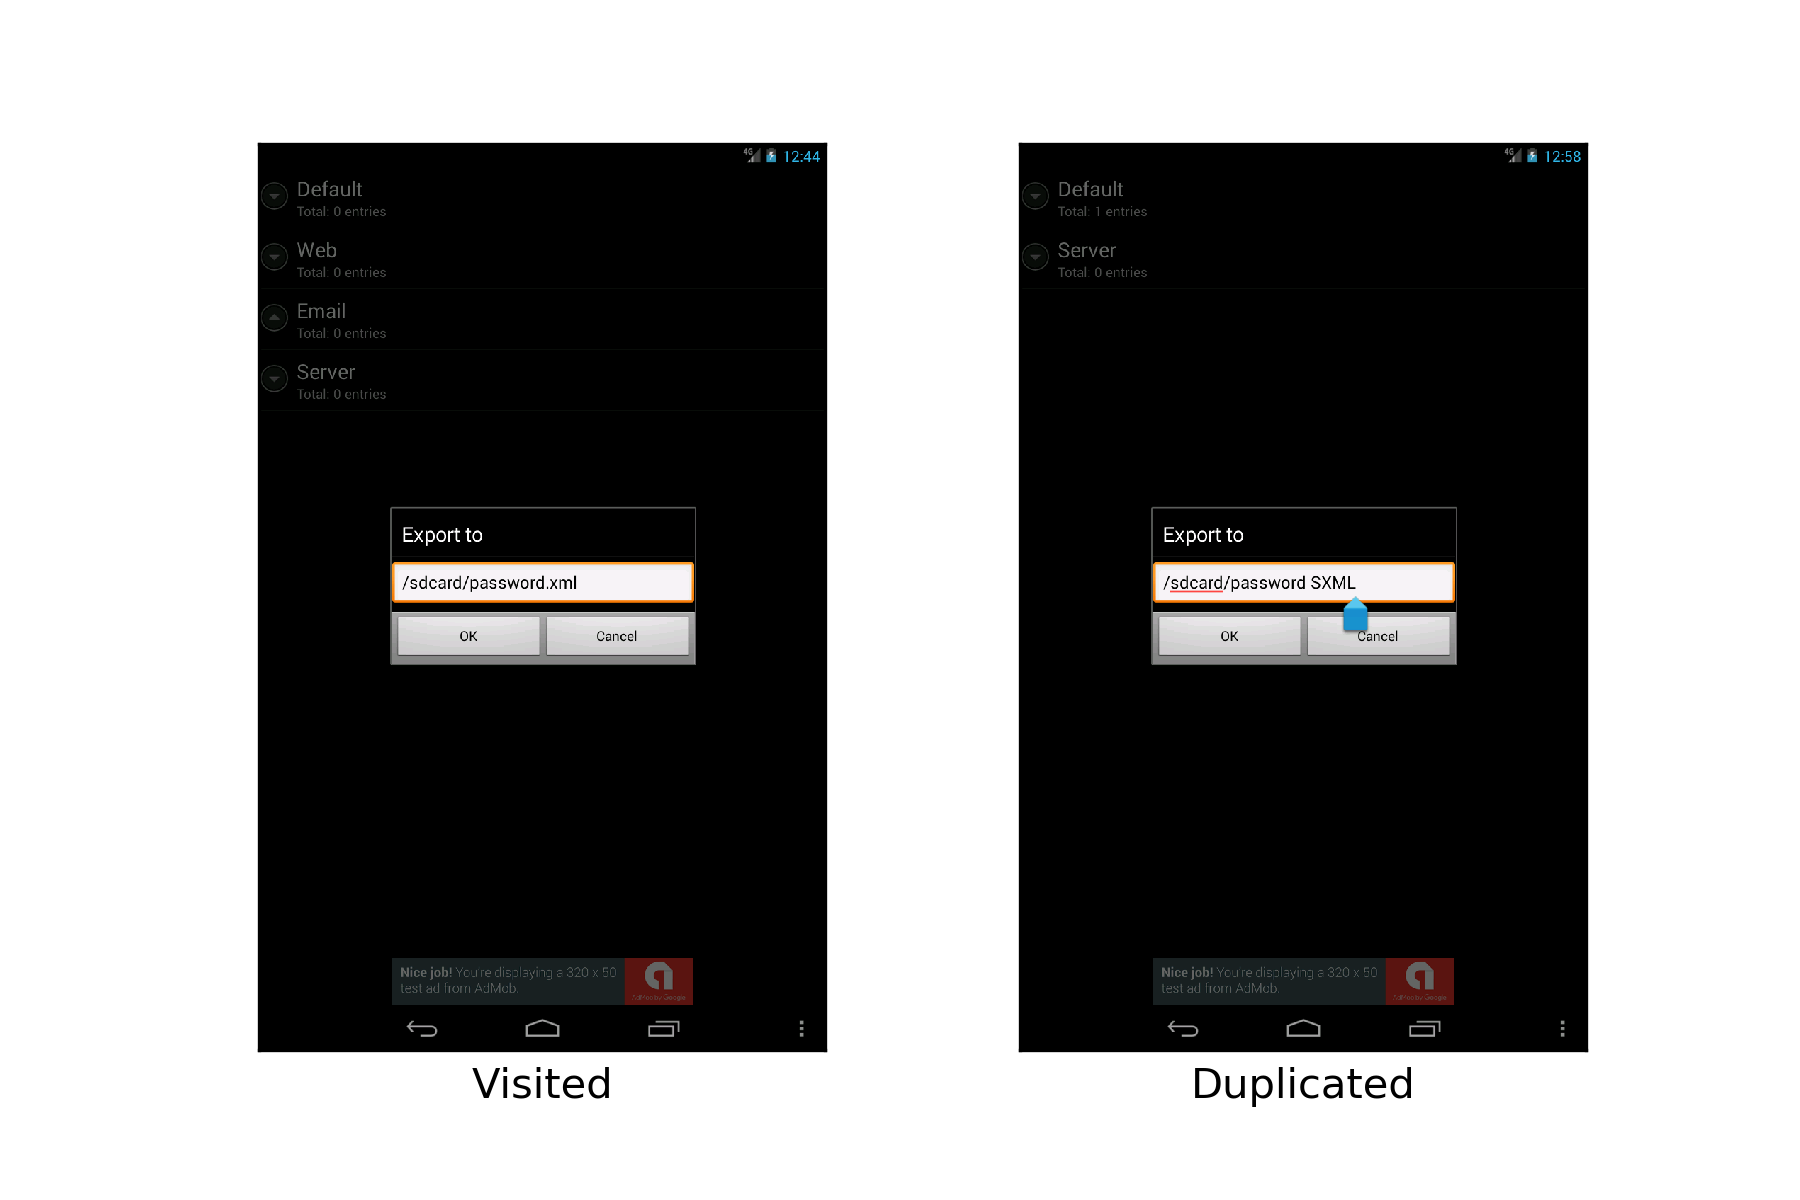 4G 12:44
Default
Total: 0 entries
Web
Total: 0 entries
Email
Total: 0 entries
Server
Total: 0 entries
Export to
/sdcard/password.xml
OK Cancel
Nice job! You're displaying a 320 x 50
test ad from AdMob.
AdMob by Google
Visited
4G 12:58
Default
Total: 1 entries
Server
Total: 0 entries
Export to
/sdcard/password SXML
OK Cancel
Nice job! You're displaying a 320 x 50
test ad from AdMob.
AdMob by Google
Duplicated